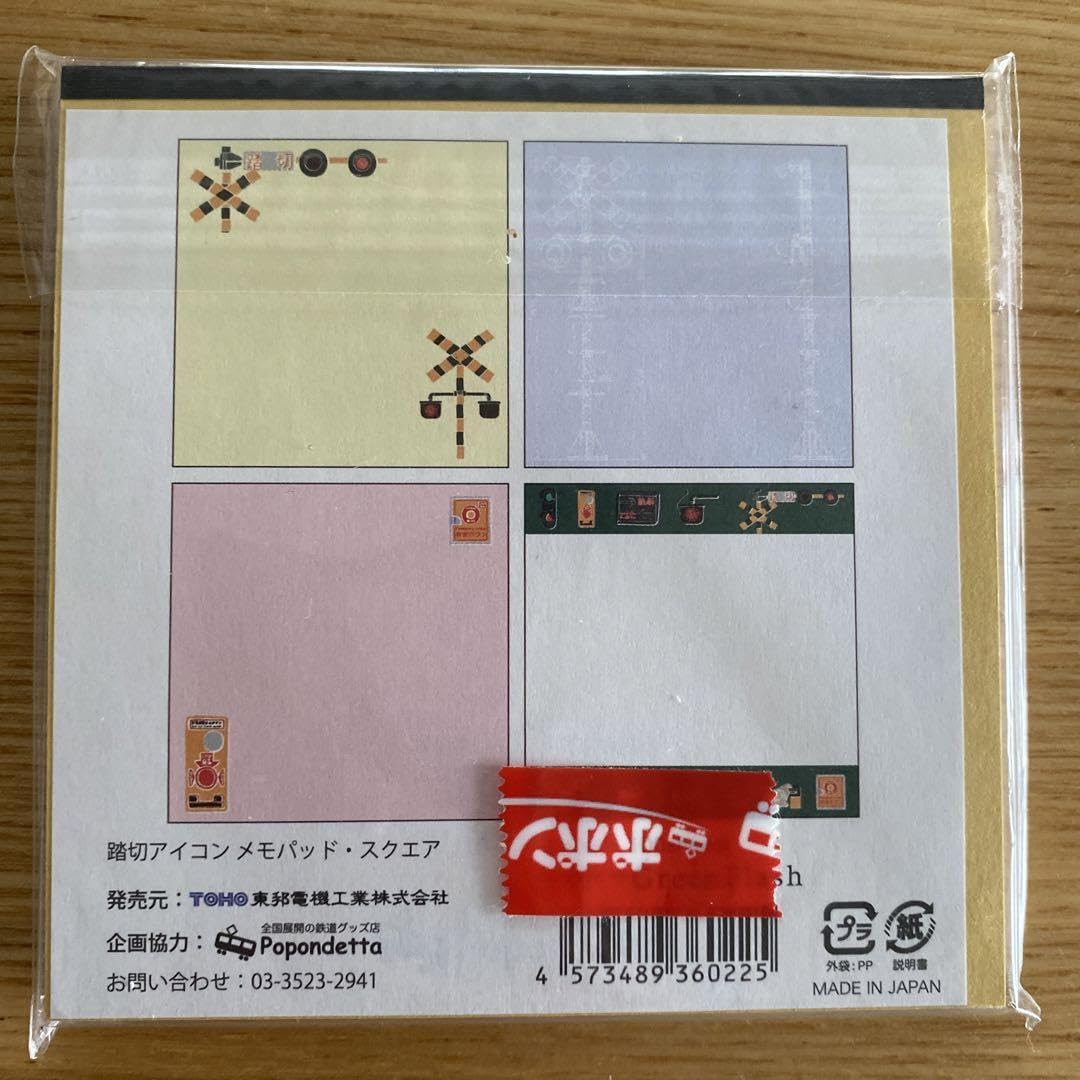 踏切
踏切アイコン メモパッド・スクエア
発売元：TOHO 東邦電機工業株式会社
企画協力：全国展開の鉄道グッズ店
Popondetta
お問い合わせ：03-3523-2941
ポポン
Green Flash
4 573489 360225
プラ
外袋：PP
紙
説明書
MADE IN JAPAN